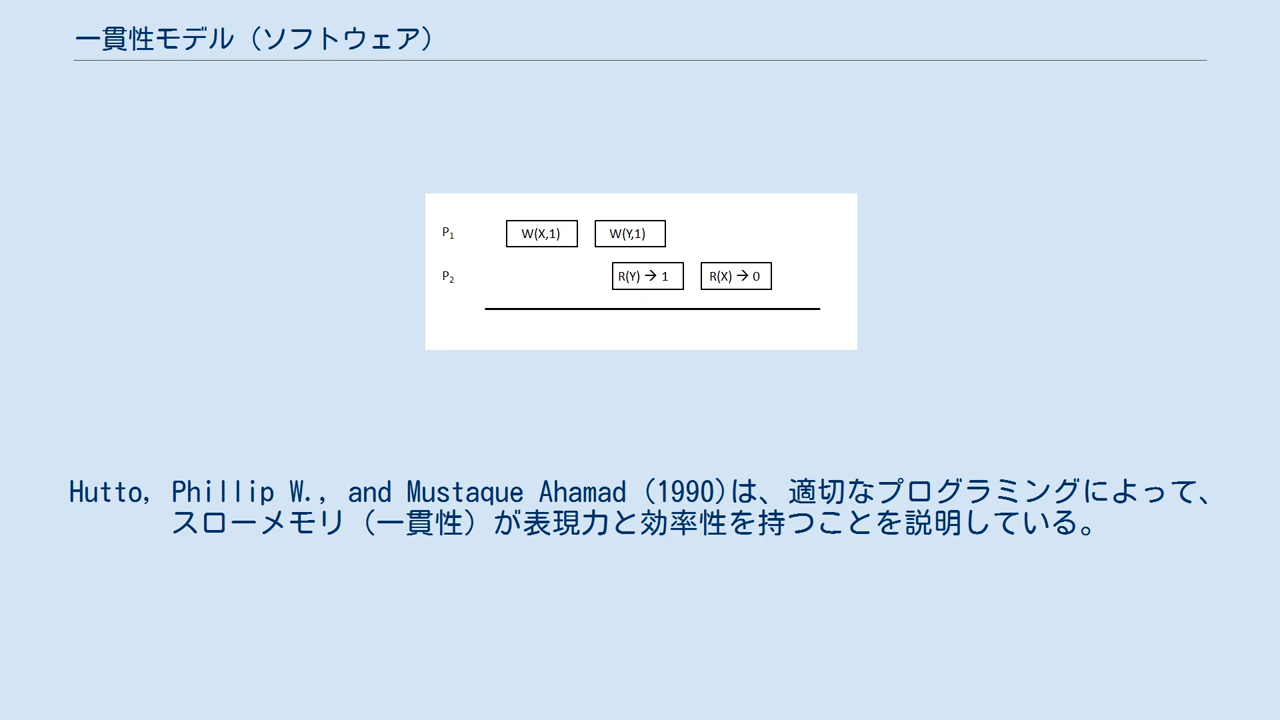 一貫性モデル（ソフトウェア）
P1 W(X,1) W(Y,1)
P2 R(Y) → 1 R(X) → 0
Hutto, Phillip W., and Mustaque Ahamad (1990)は、適切なプログラミングによって、
スローメモリ（一貫性）が表現力と効率性を持つことを説明している。